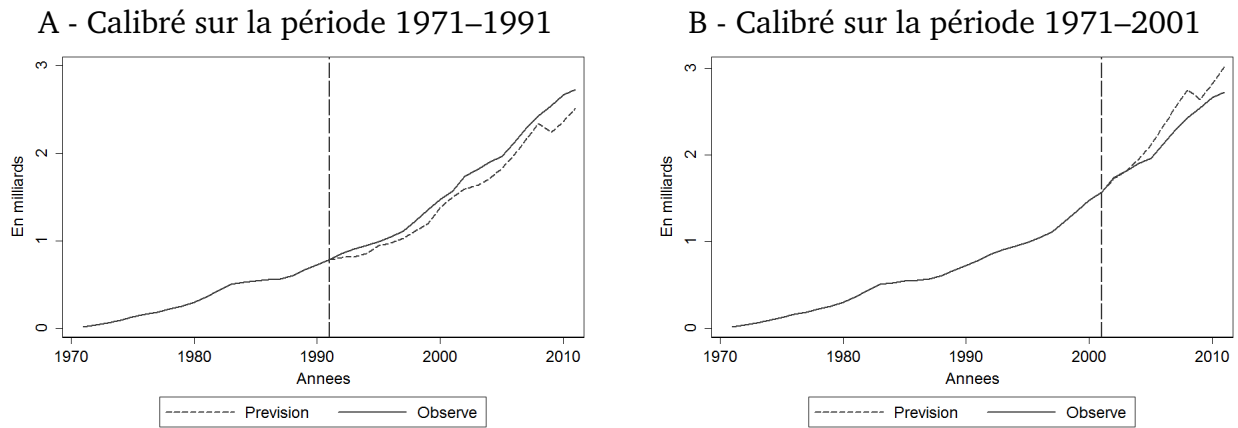 A - Calibré sur la période 1971–1991
3
2
1
0
En milliards
1970 1980 1990 2000 2010
Annees
Prevision Observe
B - Calibré sur la période 1971–2001
3
2
1
0
En milliards
1970 1980 1990 2000 2010
Annees
Prevision Observe